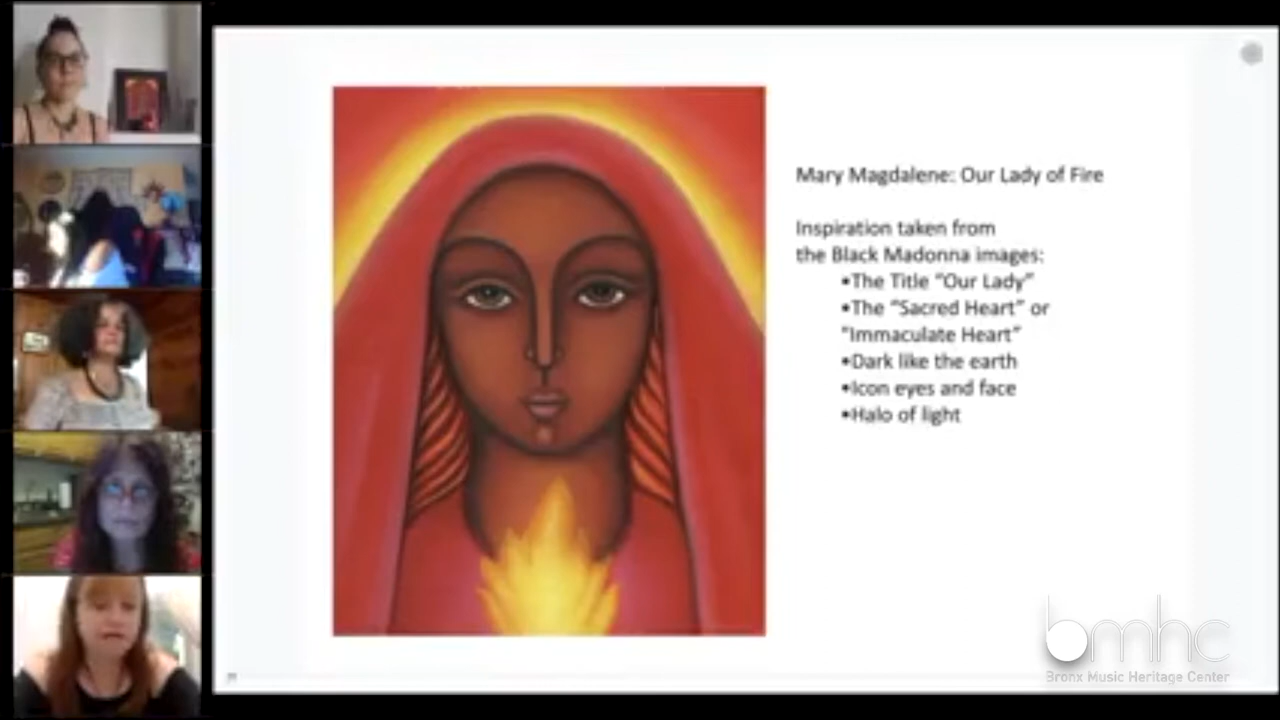 Mary Magdalene: Our Lady of Fire
Inspiration taken from
the Black Madonna images:
•The Title “Our Lady”
•The “Sacred Heart” or
“Immaculate Heart”
•Dark like the earth
•Icon eyes and face
•Halo of light
bmhc
Bronx Music Heritage Center